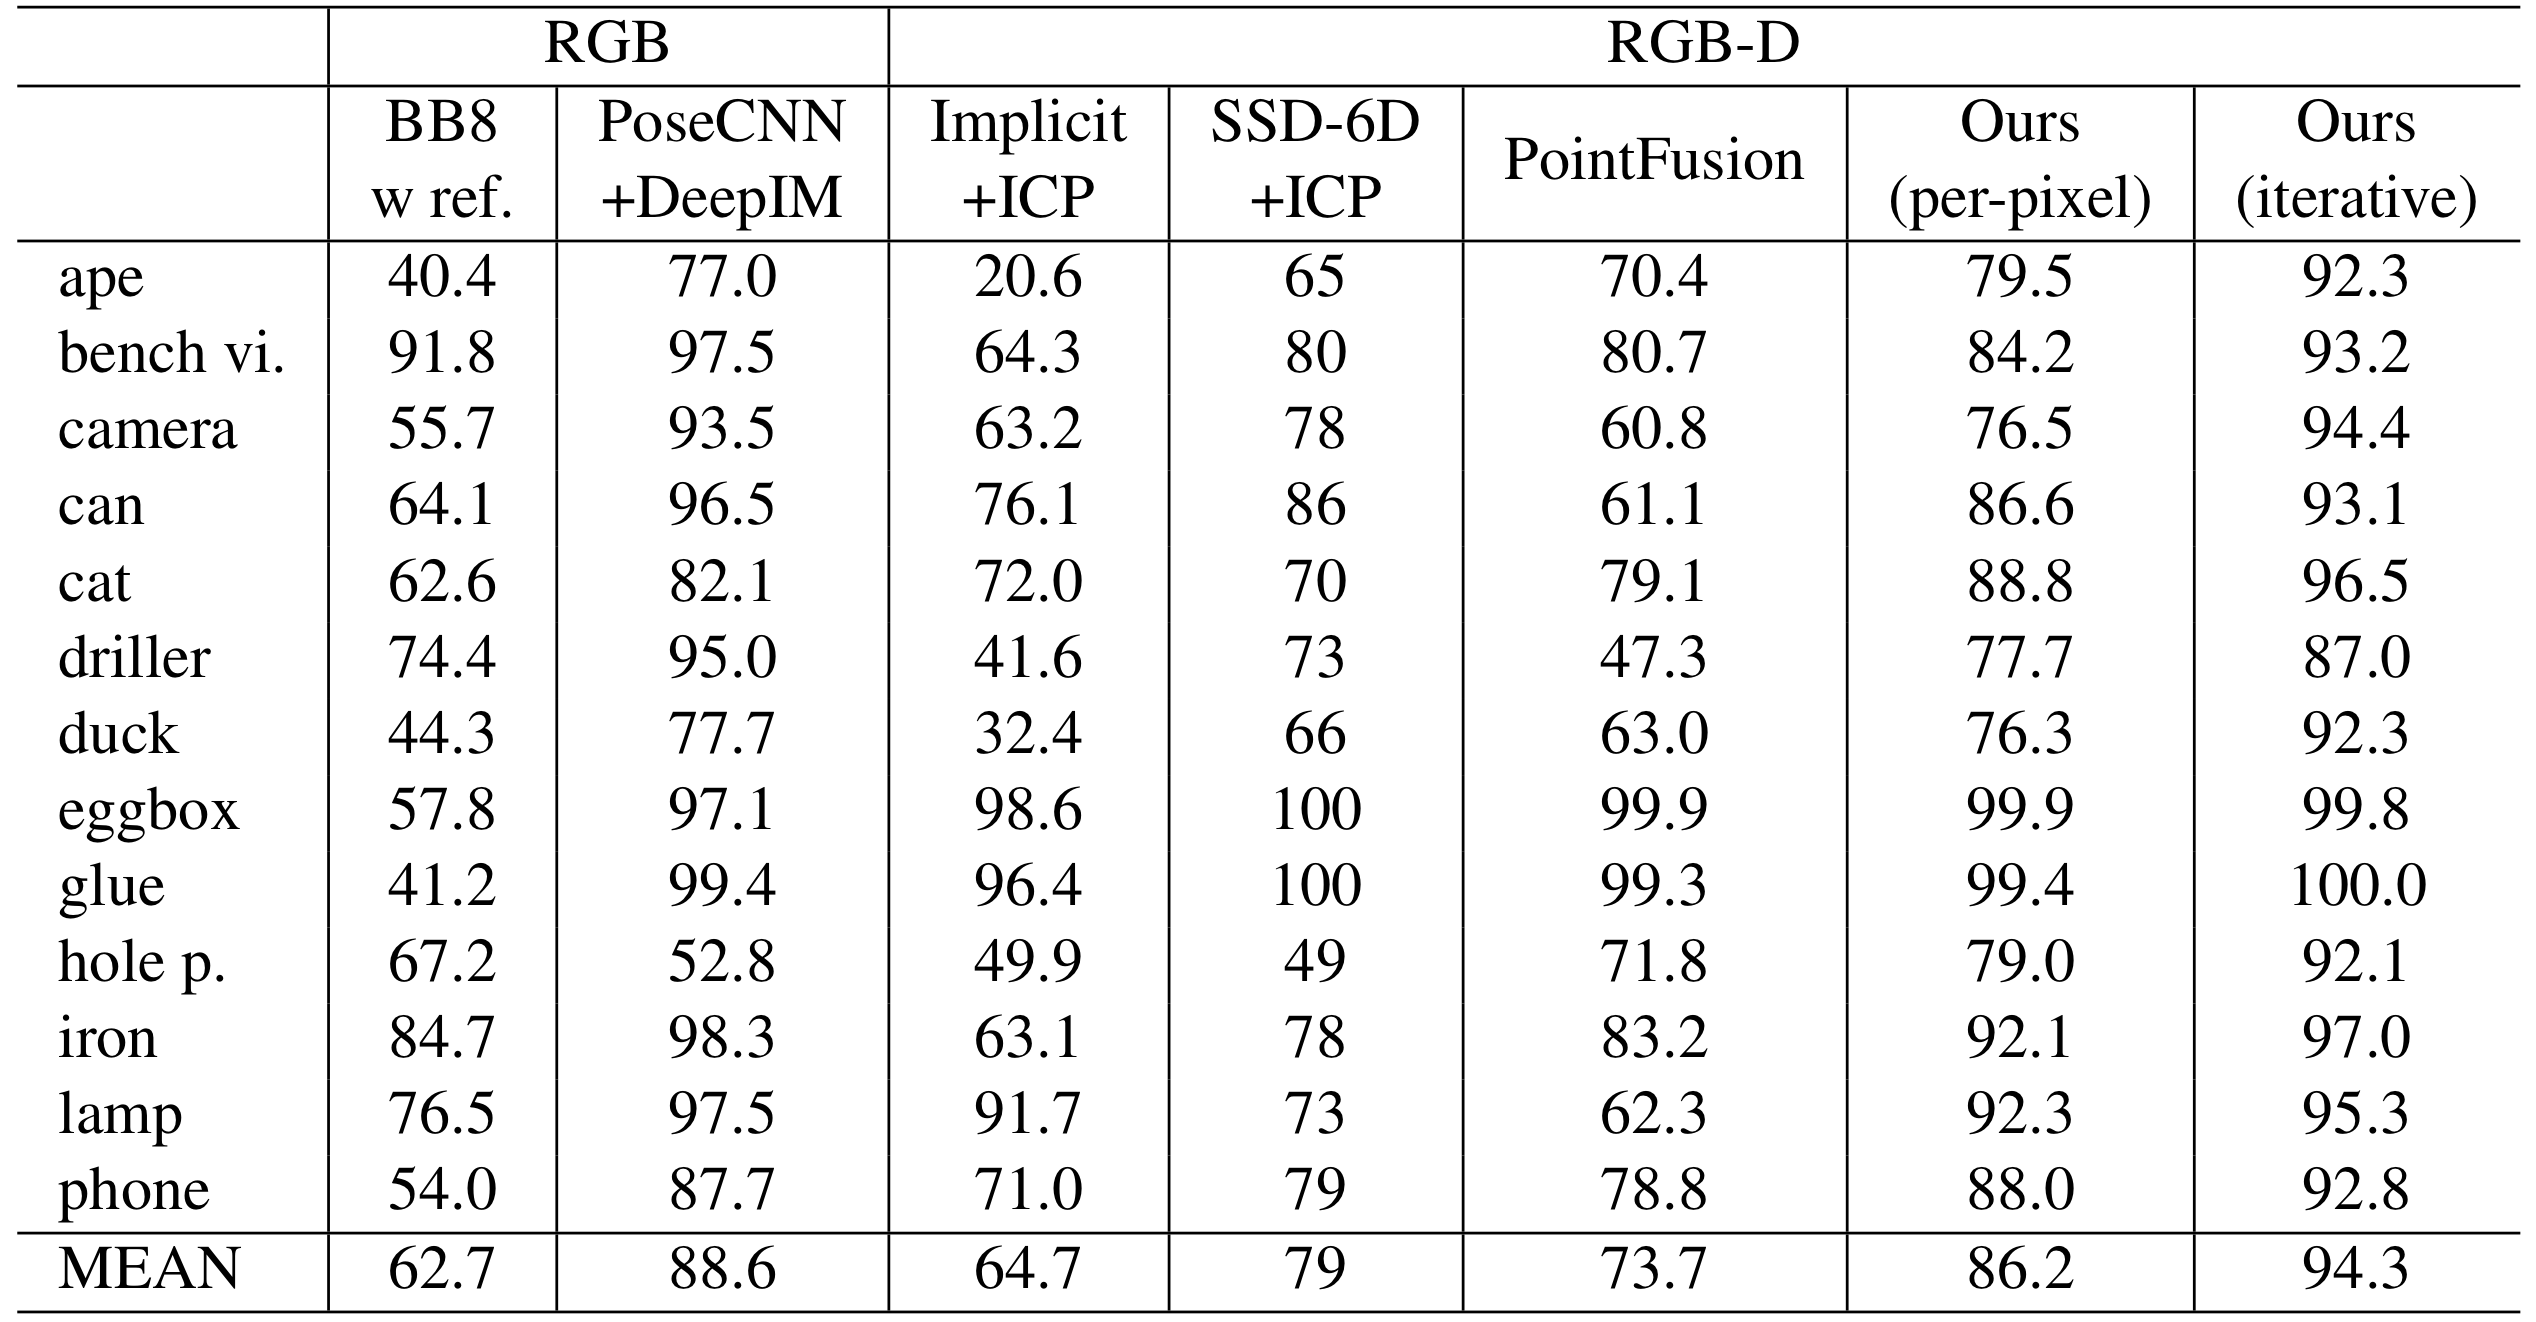 RGB RGB-D
BB8 w ref. PoseCNN +DeepIM Implicit +ICP SSD-6D +ICP PointFusion Ours (per-pixel) Ours (iterative)
ape 40.4 77.0 20.6 65 70.4 79.5 92.3
bench vi. 91.8 97.5 64.3 80 80.7 84.2 93.2
camera 55.7 93.5 63.2 78 60.8 76.5 94.4
can 64.1 96.5 76.1 86 61.1 86.6 93.1
cat 62.6 82.1 72.0 70 79.1 88.8 96.5
driller 74.4 95.0 41.6 73 47.3 77.7 87.0
duck 44.3 77.7 32.4 66 63.0 76.3 92.3
eggbox 57.8 97.1 98.6 100 99.9 99.9 99.8
glue 41.2 99.4 96.4 100 99.3 99.4 100.0
hole p. 67.2 52.8 49.9 49 71.8 79.0 92.1
iron 84.7 98.3 63.1 78 83.2 92.1 97.0
lamp 76.5 97.5 91.7 73 62.3 92.3 95.3
phone 54.0 87.7 71.0 79 78.8 88.0 92.8
MEAN 62.7 88.6 64.7 79 73.7 86.2 94.3